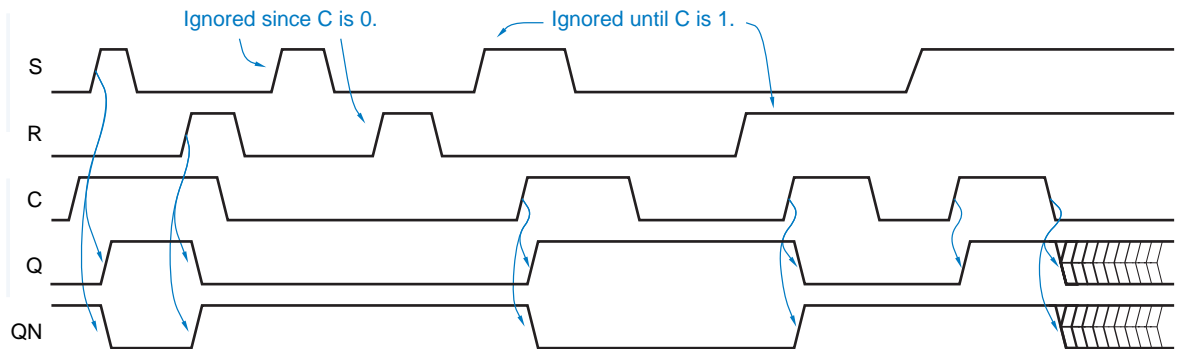 Ignored since C is 0.
Ignored until C is 1.
S
R
C
Q
QN